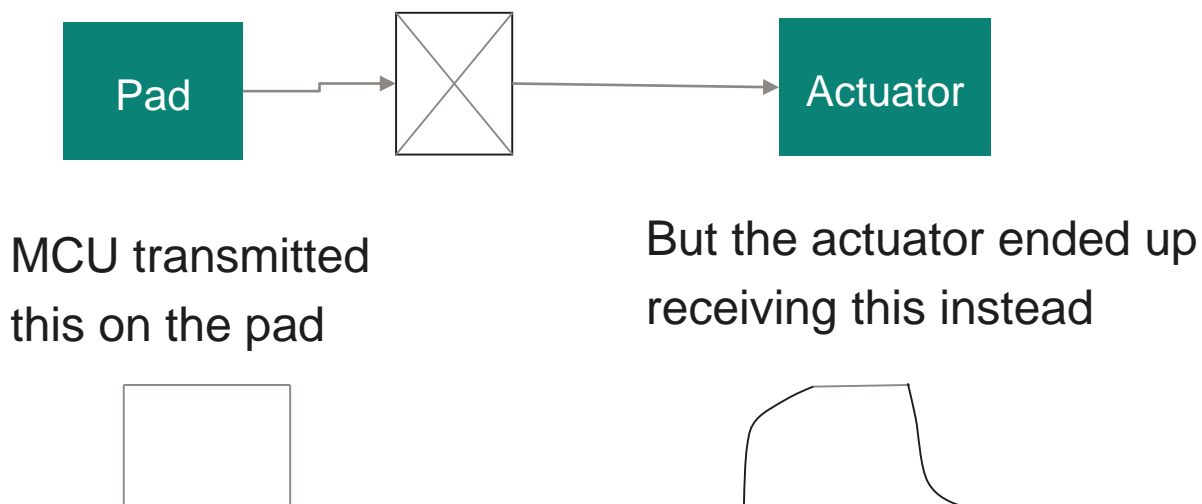 Pad
Actuator
MCU transmitted
this on the pad
But the actuator ended up
receiving this instead